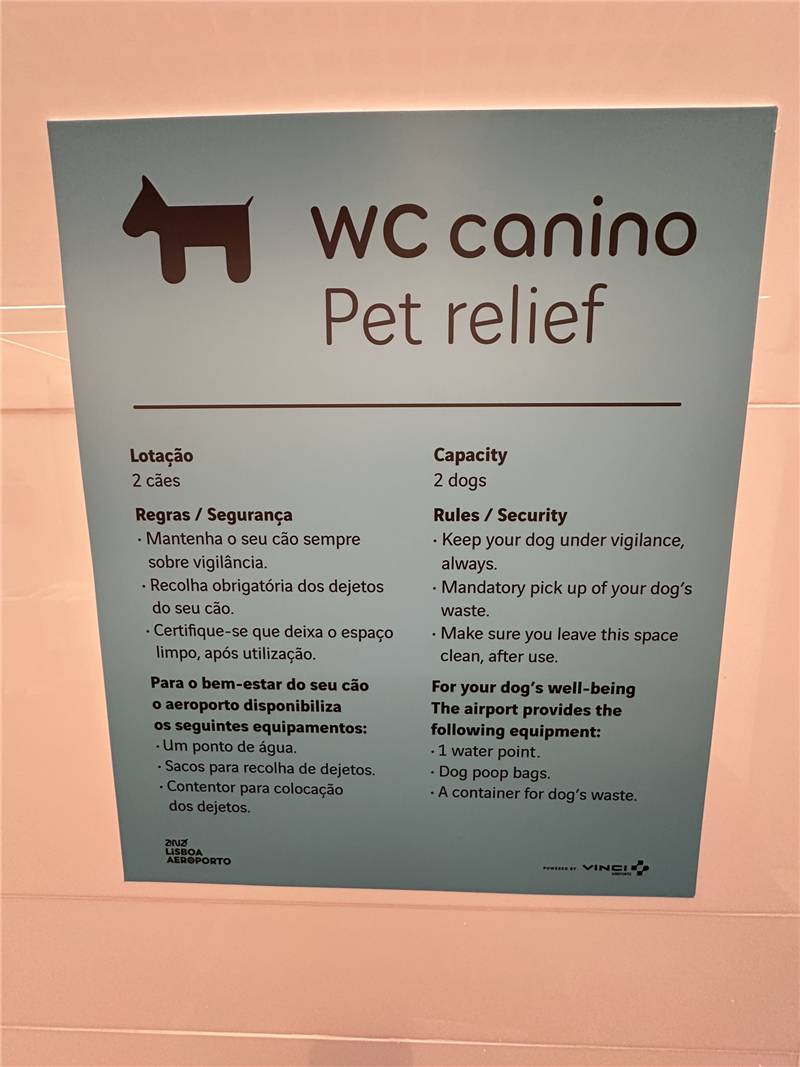 WC canino
Pet relief
Lotação
2 cães
Regras / Segurança
· Mantenha o seu cão sempre
sobre vigilância.
· Recolha obrigatória dos dejetos
do seu cão.
· Certifique-se que deixa o espaço
limpo, após utilização.
Para o bem-estar do seu cão
o aeroporto disponibiliza
os seguintes equipamentos:
· Um ponto de água.
· Sacos para recolha de dejetos.
· Contentor para colocação
dos dejetos.
Capacity
2 dogs
Rules / Security
· Keep your dog under vigilance,
always.
· Mandatory pick up of your dog's
waste.
· Make sure you leave this space
clean, after use.
For your dog's well-being
The airport provides the
following equipment:
· 1 water point.
· Dog poop bags.
· A container for dog's waste.
ana
LISBOA
AEROPORTO
POWERED BY VINCI
AIRPORTS